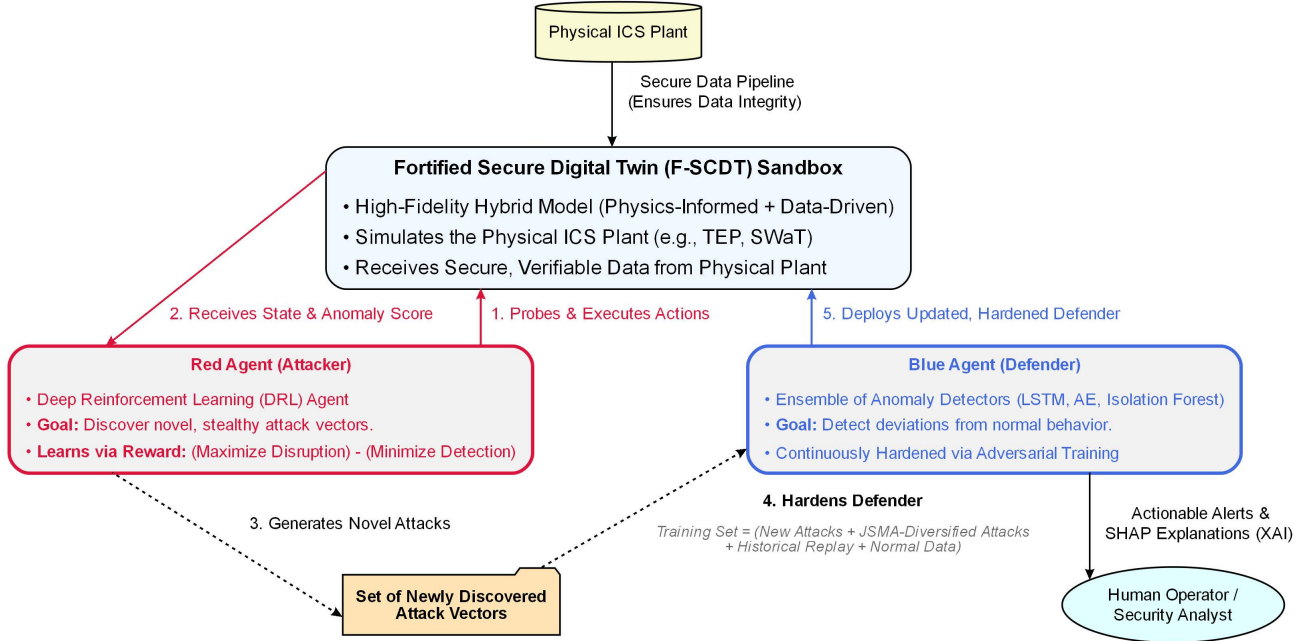 Physical ICS Plant
Secure Data Pipeline
(Ensures Data Integrity)
Fortified Secure Digital Twin (F-SCDT) Sandbox
• High-Fidelity Hybrid Model (Physics-Informed + Data-Driven)
• Simulates the Physical ICS Plant (e.g., TEP, SWaT)
• Receives Secure, Verifiable Data from Physical Plant
2. Receives State & Anomaly Score
1. Probes & Executes Actions
5. Deploys Updated, Hardened Defender
Red Agent (Attacker)
• Deep Reinforcement Learning (DRL) Agent
• Goal: Discover novel, stealthy attack vectors.
• Learns via Reward: (Maximize Disruption) - (Minimize Detection)
Blue Agent (Defender)
• Ensemble of Anomaly Detectors (LSTM, AE, Isolation Forest)
• Goal: Detect deviations from normal behavior.
• Continuously Hardened via Adversarial Training
3. Generates Novel Attacks
4. Hardens Defender
Training Set = (New Attacks + JSMA-Diversified Attacks
+ Historical Replay + Normal Data)
Actionable Alerts &
SHAP Explanations (XAI)
Set of Newly Discovered
Attack Vectors
Human Operator /
Security Analyst